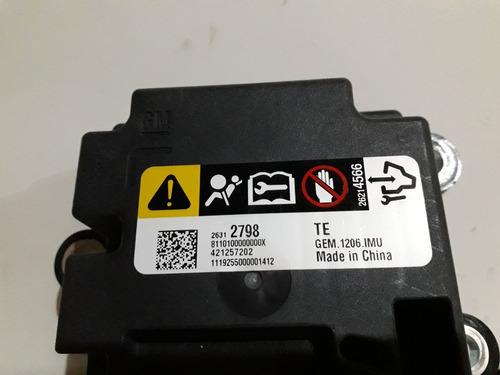 GM
26214566
2631 2798
8110100000000X
421257202
1119255000001412
TE
GEM.1206.IMU
Made in China